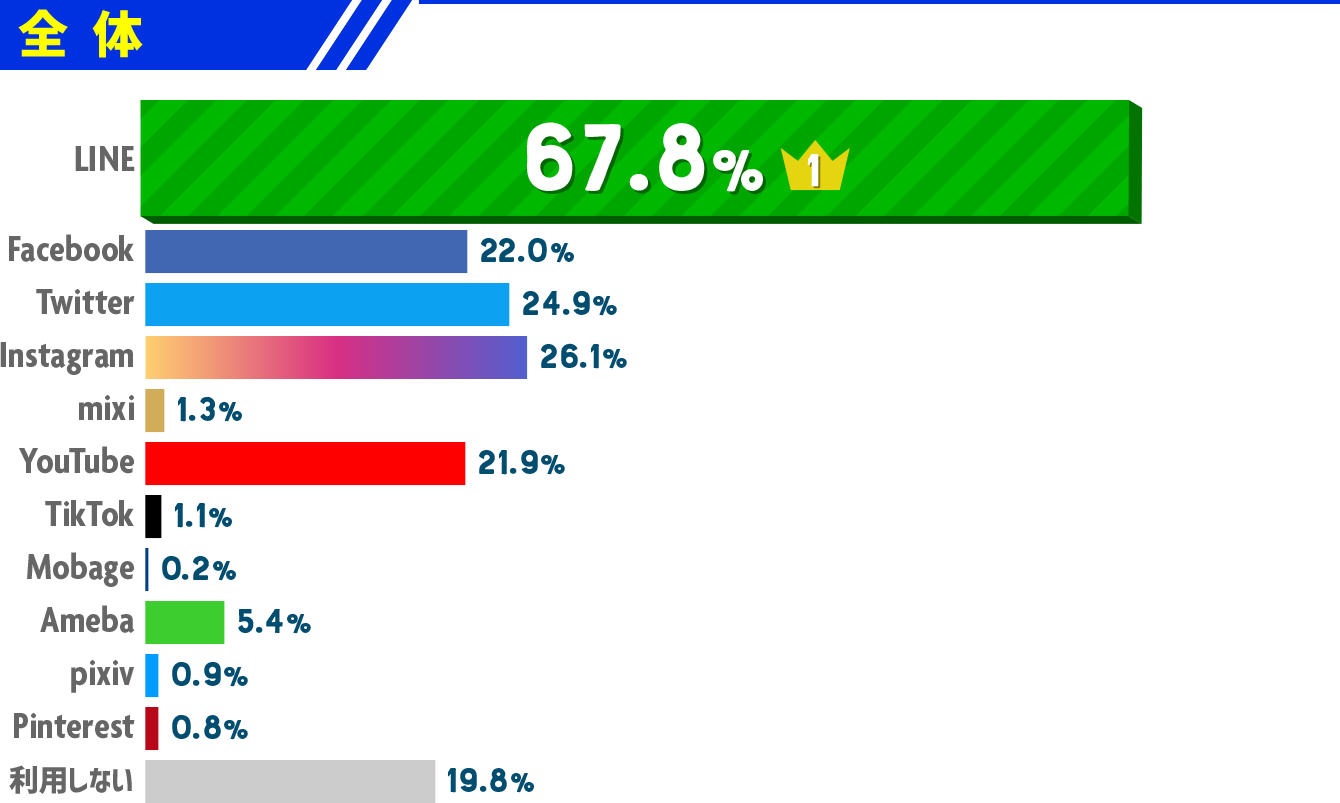 全体
LINE 67.8% 1
Facebook 22.0%
Twitter 24.9%
Instagram 26.1%
mixi 1.3%
YouTube 21.9%
TikTok 1.1%
Mobage 0.2%
Ameba 5.4%
pixiv 0.9%
Pinterest 0.8%
利用しない 19.8%